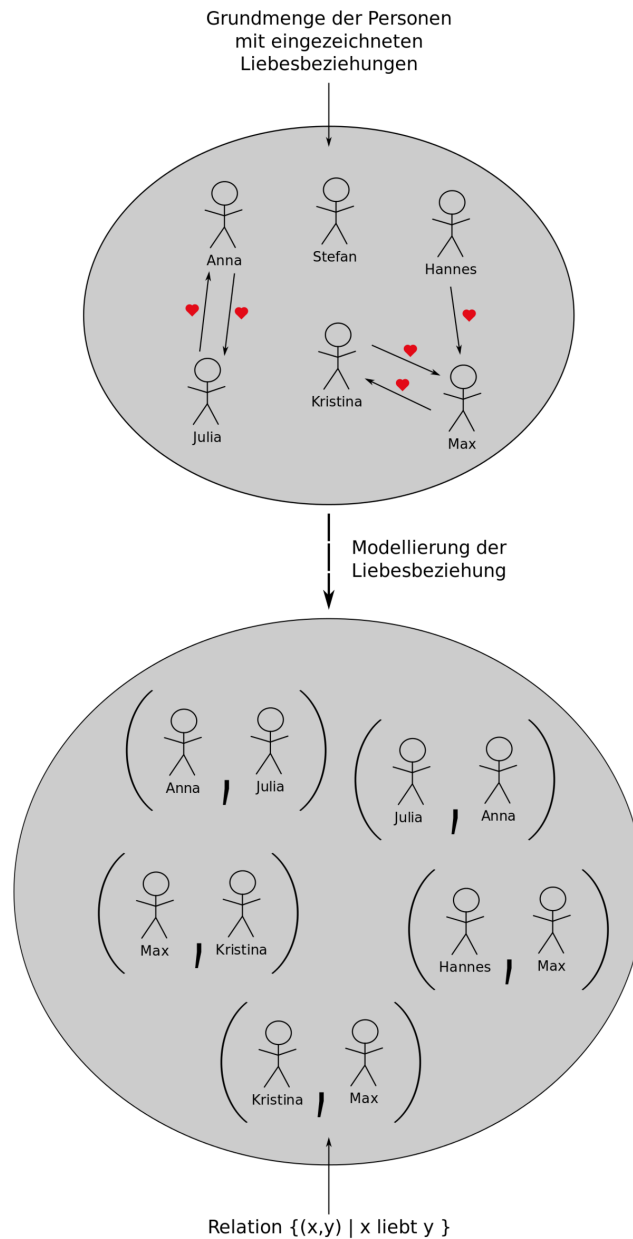 Grundmenge der Personen
mit eingezeichneten
Liebesbeziehungen
Anna
Stefan
Hannes
Julia
Kristina
Max
Modellierung der
Liebesbeziehung
( Anna , Julia )
( Julia , Anna )
( Max , Kristina )
( Hannes , Max )
( Kristina , Max )
Relation {(x,y) | x liebt y }